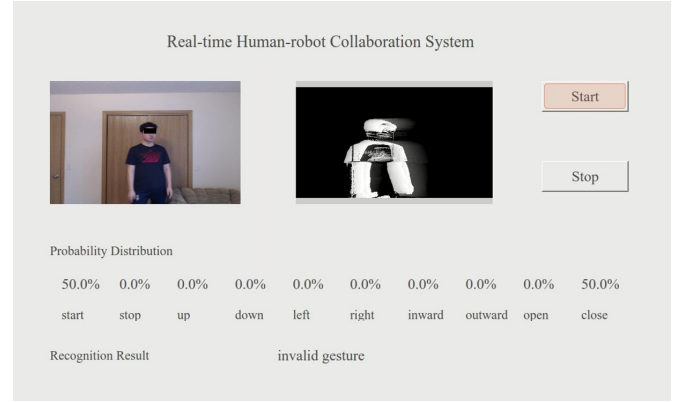 Real-time Human-robot Collaboration System
Start
Stop
Probability Distribution
50.0% 0.0% 0.0% 0.0% 0.0% 0.0% 0.0% 0.0% 0.0% 50.0%
start stop up down left right inward outward open close
Recognition Result invalid gesture